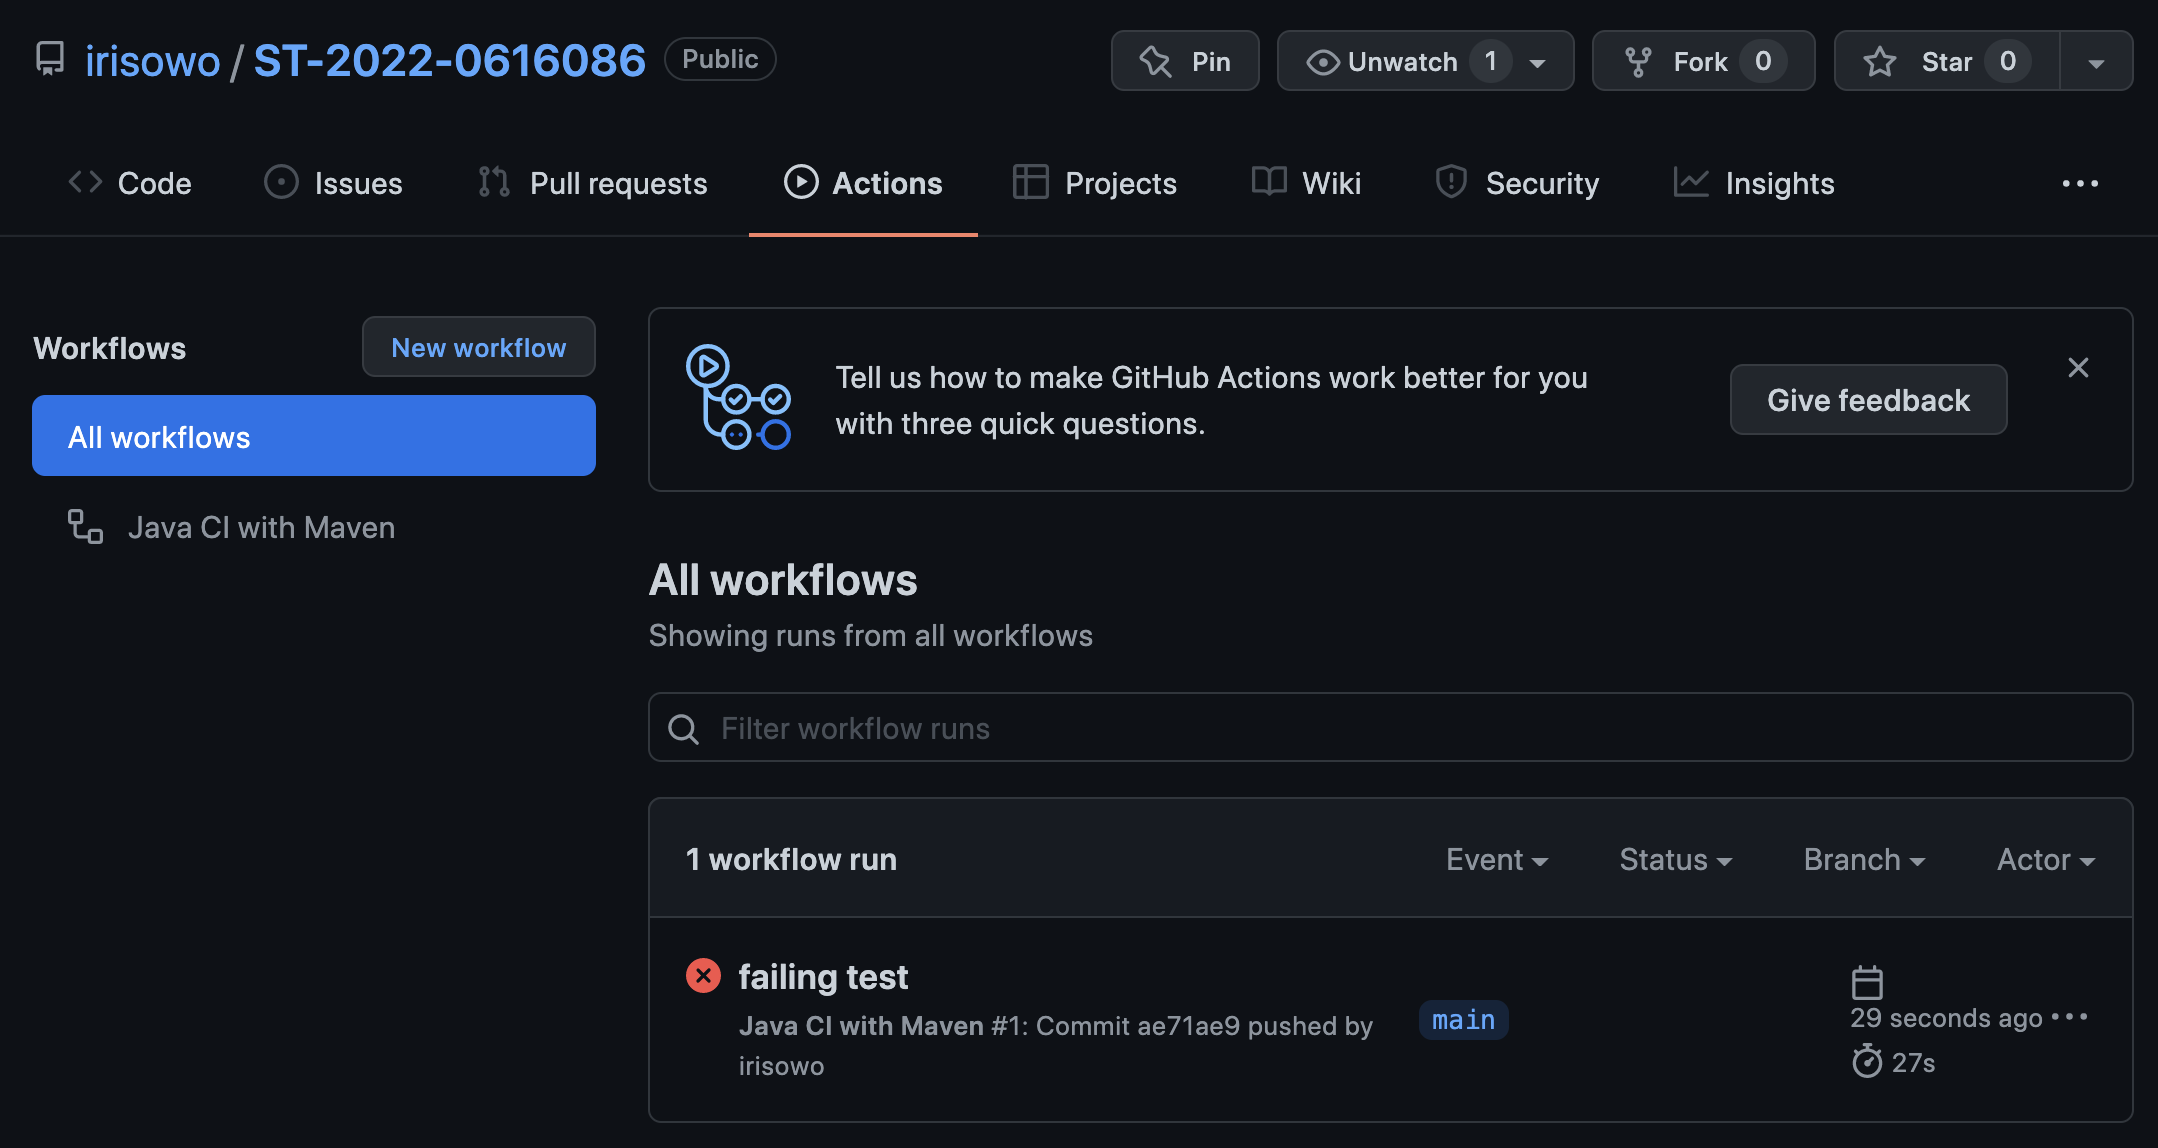 irisowo / ST-2022-0616086 Public
Pin Unwatch 1 Fork 0 Star 0
Code Issues Pull requests Actions Projects Wiki Security Insights
Workflows
New workflow
All workflows
Java CI with Maven
Tell us how to make GitHub Actions work better for you
with three quick questions.
Give feedback
All workflows
Showing runs from all workflows
Filter workflow runs
1 workflow run
Event Status Branch Actor
failing test
Java CI with Maven #1: Commit ae71ae9 pushed by
irisowo
main
29 seconds ago
27s